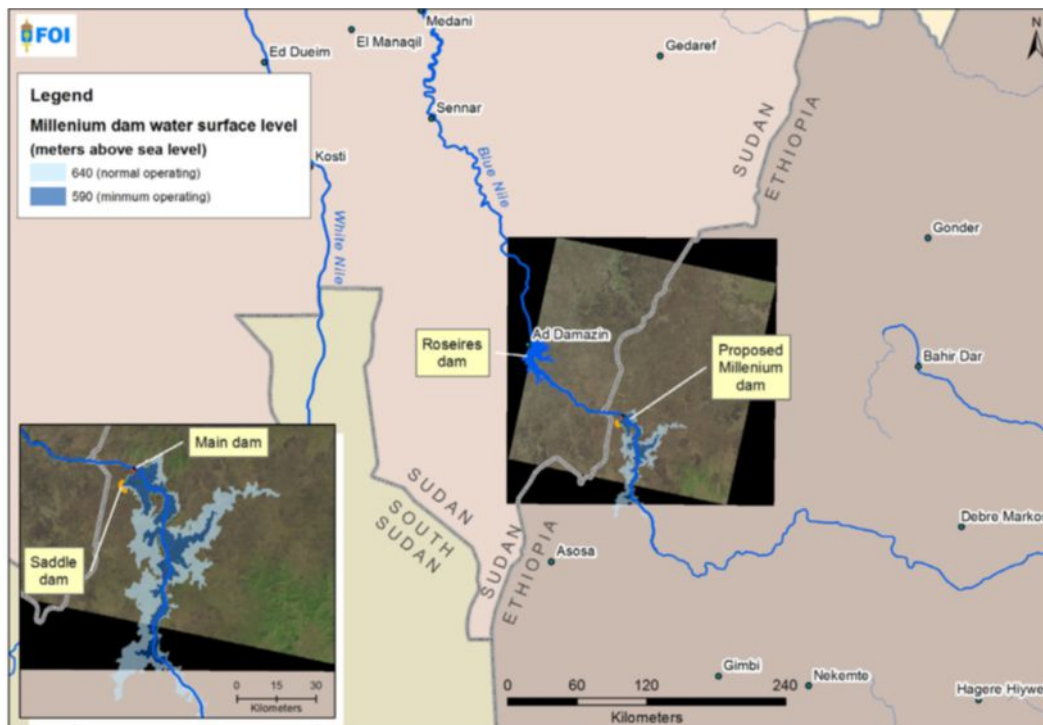 FOI
Legend
Millenium dam water surface level
(meters above sea level)
640 (normal operating)
590 (minmum operating)
Medani
El Manaqil
Ed Dueim
Gedaref
N
Sennar
Kosti
Blue Nile
White Nile
SUDAN
ETHIOPIA
Gonder
Ad Damazin
Roseires
dam
Proposed
Millenium
dam
Bahir Dar
Main dam
Saddle
dam
SUDAN
SOUTH
SUDAN
SUDAN
ETHIOPIA
Asosa
Debre Markos
Gimbi
Nekemte
Hagere Hiywet
0 15 30
Kilometers
0 60 120 240
Kilometers